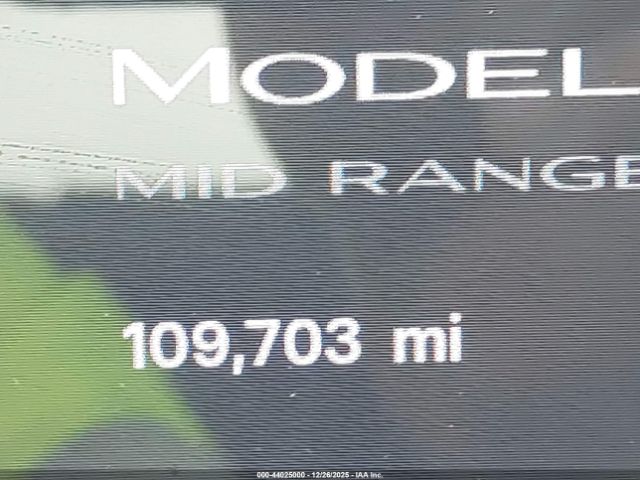 MODEL
MID RANGE
109,703 mi
000-44025000 - 12/26/2025 - IAA Inc.